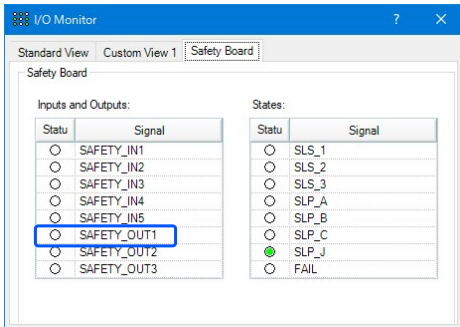 I/O Monitor ? ✕
Standard View Custom View 1 Safety Board
Safety Board
Inputs and Outputs: States:
Statu Signal Statu Signal
SAFETY_IN1 SLS_1
SAFETY_IN2 SLS_2
SAFETY_IN3 SLS_3
SAFETY_IN4 SLP_A
SAFETY_IN5 SLP_B
SAFETY_OUT1 SLP_C
SAFETY_OUT2 SLP_J
SAFETY_OUT3 FAIL